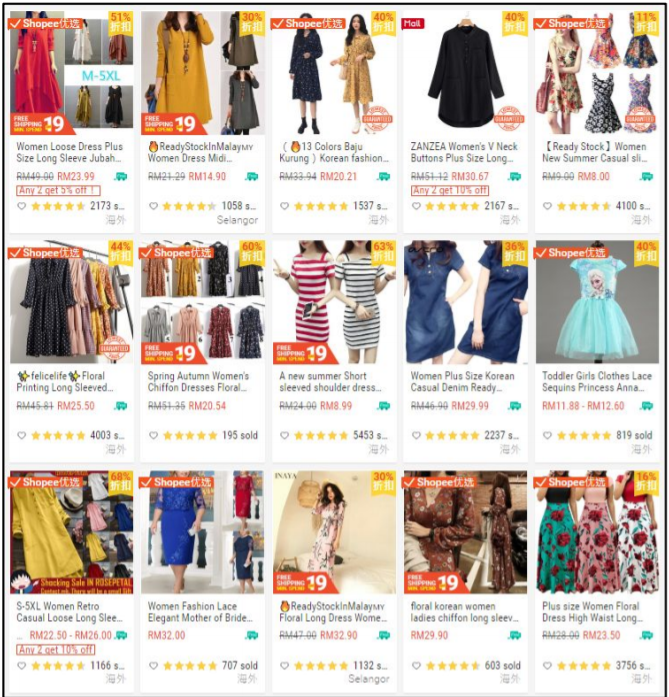 Shopee优选
51%
折扣
M-5XL
FREE
SHIPPING
MIN. SPEND
19
Women Loose Dress Plus
Size Long Sleeve Jubah...
RM49.00 RM23.99
Any 2 get 5% off !
2173 s...
海外
Shopee优选
30%
折扣
FREE
SHIPPING
MIN. SPEND
19
🔥ReadyStockInMalayMY
Women Dress Midi...
RM21.29 RM14.90
1058 s...
Selangor
Shopee优选
40%
折扣
GUARANTEED
(🔥13 Colors Baju
Kurung ) Korean fashion...
RM33.94 RM20.21
1537 s...
海外
Mall
40%
折扣
GUARANTEED
ZANZEA Women's V Neck
Buttons Plus Size Long...
RM51.12 RM30.67
Any 2 get 10% off
2167 s...
海外
Shopee优选
11%
折扣
GUARANTEED
【Ready Stock】Women
New Summer Casual sli...
RM9.00 RM8.00
4100 s...
海外
Shopee优选
44%
折扣
GUARANTEED
✨felicelife✨Floral
Printing Long Sleeved...
RM45.81 RM25.50
4003 s...
海外
Shopee优选
60%
折扣
FREE
SHIPPING
MIN. SPEND
19
Spring Autumn Women's
Chiffon Dresses Floral...
RM51.35 RM20.54
195 sold
海外
63%
折扣
FREE
SHIPPING
MIN. SPEND
19
A new summer Short
sleeved shoulder dress...
RM24.00 RM8.99
5453 s...
海外
36%
折扣
Women Plus Size Korean
Casual Denim Ready...
RM46.90 RM29.99
2237 s...
海外
Shopee优选
40%
折扣
Toddler Girls Clothes Lace
Sequins Princess Anna...
RM11.88 - RM12.60
819 sold
海外
Shopee优选
68%
折扣
Shocking Sale IN ROSEPETAL
S-5XL Women Retro
Casual Loose Long Slee...
... RM22.50 - RM26.00
Any 2 get 10% off
1166 s...
海外
Shopee优选
Women Fashion Lace
Elegant Mother of Bride...
RM32.00
707 sold
海外
INAYA
30%
折扣
FREE
SHIPPING
MIN. SPEND
19
🔥ReadyStockInMalayMY
Floral Long Dress Wome...
RM47.00 RM32.90
1132 s...
Selangor
Shopee优选
FREE
SHIPPING
MIN. SPEND
19
floral korean women
ladies chiffon long sleev...
RM29.90
603 sold
海外
Shopee优选
16%
折扣
Plus size Women Floral
Dress High Waist Long...
RM28.00 RM23.50
3756 s...
海外